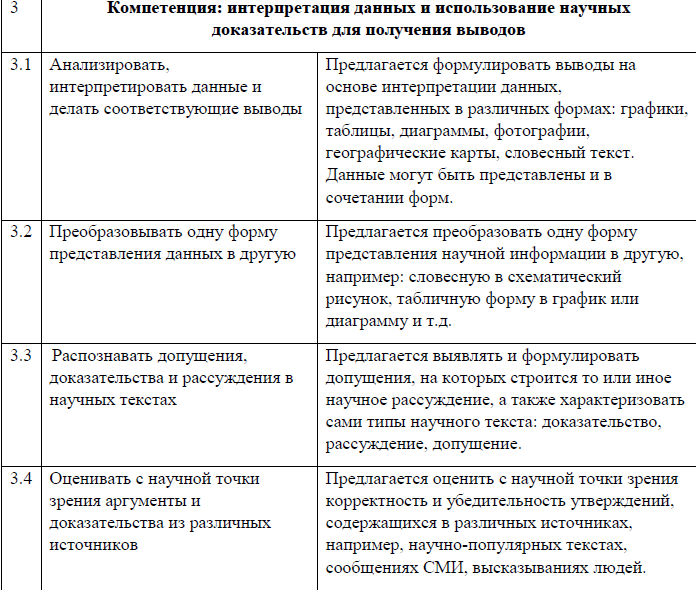 3 Компетенция: интерпретация данных и использование научных
доказательств для получения выводов
3.1 Анализировать,
интерпретировать данные и
делать соответствующие выводы
Предлагается формулировать выводы на
основе интерпретации данных,
представленных в различных формах: графики,
таблицы, диаграммы, фотографии,
географические карты, словесный текст.
Данные могут быть представлены и в
сочетании форм.
3.2 Преобразовывать одну форму
представления данных в другую
Предлагается преобразовать одну форму
представления научной информации в другую,
например: словесную в схематический
рисунок, табличную форму в график или
диаграмму и т.д.
3.3 Распознавать допущения,
доказательства и рассуждения в
научных текстах
Предлагается выявлять и формулировать
допущения, на которых строится то или иное
научное рассуждение, а также характеризовать
сами типы научного текста: доказательство,
рассуждение, допущение.
3.4 Оценивать с научной точки
зрения аргументы и
доказательства из различных
источников
Предлагается оценить с научной точки зрения
корректность и убедительность утверждений,
содержащихся в различных источниках,
например, научно-популярных текстах,
сообщениях СМИ, высказываниях людей.